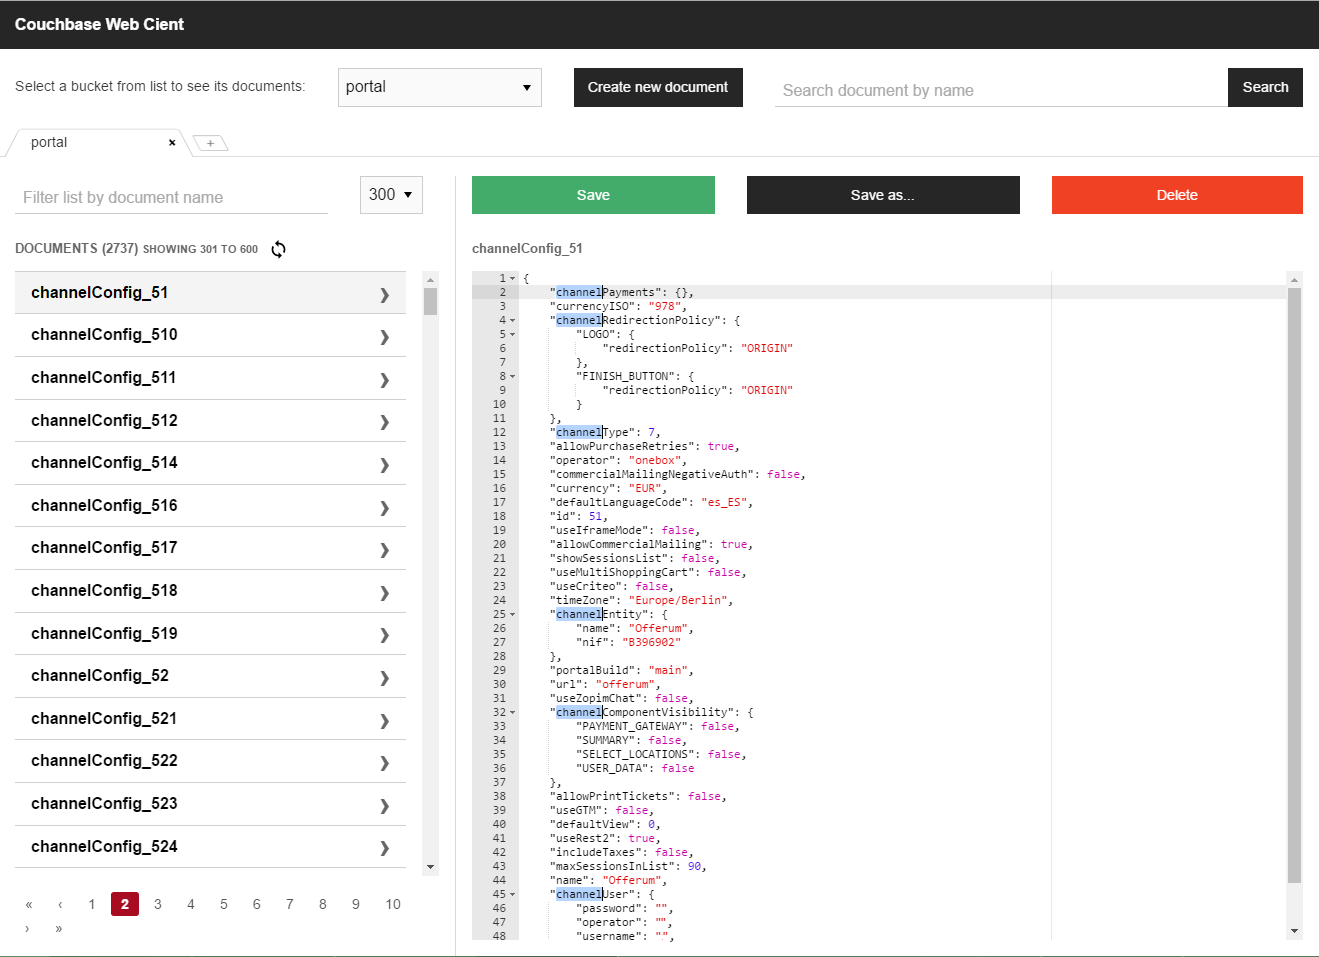 Couchbase Web Cient
Select a bucket from list to see its documents: portal ▼ Create new document Search document by name Search
portal × +
Filter list by document name 300 ▼ Save Save as... Delete
DOCUMENTS (2737) SHOWING 301 TO 600
channelConfig_51
channelConfig_510
channelConfig_511
channelConfig_512
channelConfig_514
channelConfig_516
channelConfig_517
channelConfig_518
channelConfig_519
channelConfig_52
channelConfig_521
channelConfig_522
channelConfig_523
channelConfig_524
« ‹ 1 2 3 4 5 6 7 8 9 10
› »
channelConfig_51
1 {
2 "channelPayments": {},
3 "currencyISO": "978",
4 "channelRedirectionPolicy": {
5 "LOGO": {
6 "redirectionPolicy": "ORIGIN"
7 },
8 "FINISH_BUTTON": {
9 "redirectionPolicy": "ORIGIN"
10 }
11 },
12 "channelType": 7,
13 "allowPurchaseRetries": true,
14 "operator": "onebox",
15 "commercialMailingNegativeAuth": false,
16 "currency": "EUR",
17 "defaultLanguageCode": "es_ES",
18 "id": 51,
19 "useIframeMode": false,
20 "allowCommercialMailing": true,
21 "showSessionsList": false,
22 "useMultiShoppingCart": false,
23 "useCriteo": false,
24 "timeZone": "Europe/Berlin",
25 "channelEntity": {
26 "name": "Offerum",
27 "nif": "B396902"
28 },
29 "portalBuild": "main",
30 "url": "offerum",
31 "useZopimChat": false,
32 "channelComponentVisibility": {
33 "PAYMENT_GATEWAY": false,
34 "SUMMARY": false,
35 "SELECT_LOCATIONS": false,
36 "USER_DATA": false
37 },
38 "allowPrintTickets": false,
39 "useGTM": false,
40 "defaultView": 0,
41 "useRest2": true,
42 "includeTaxes": false,
43 "maxSessionsInList": 90,
44 "name": "Offerum",
45 "channelUser": {
46 "password": "",
47 "operator": "",
48 "username": "",